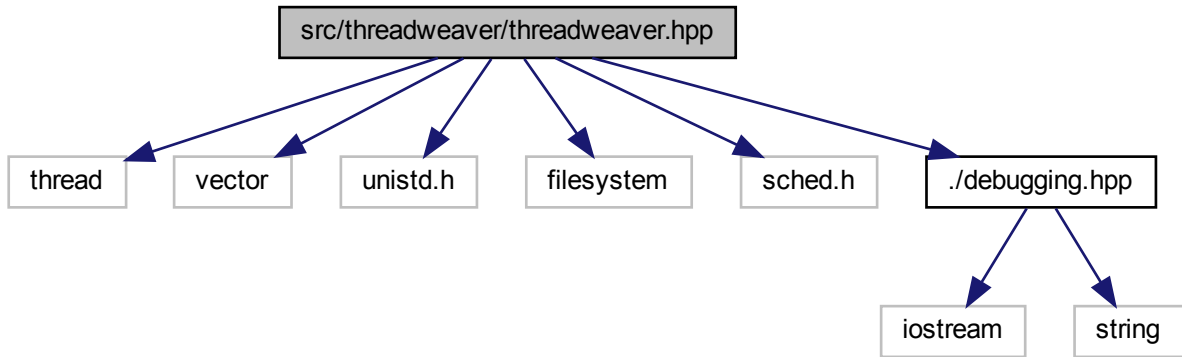 src/threadweaver/threadweaver.hpp
thread
vector
unistd.h
filesystem
sched.h
./debugging.hpp
iostream
string